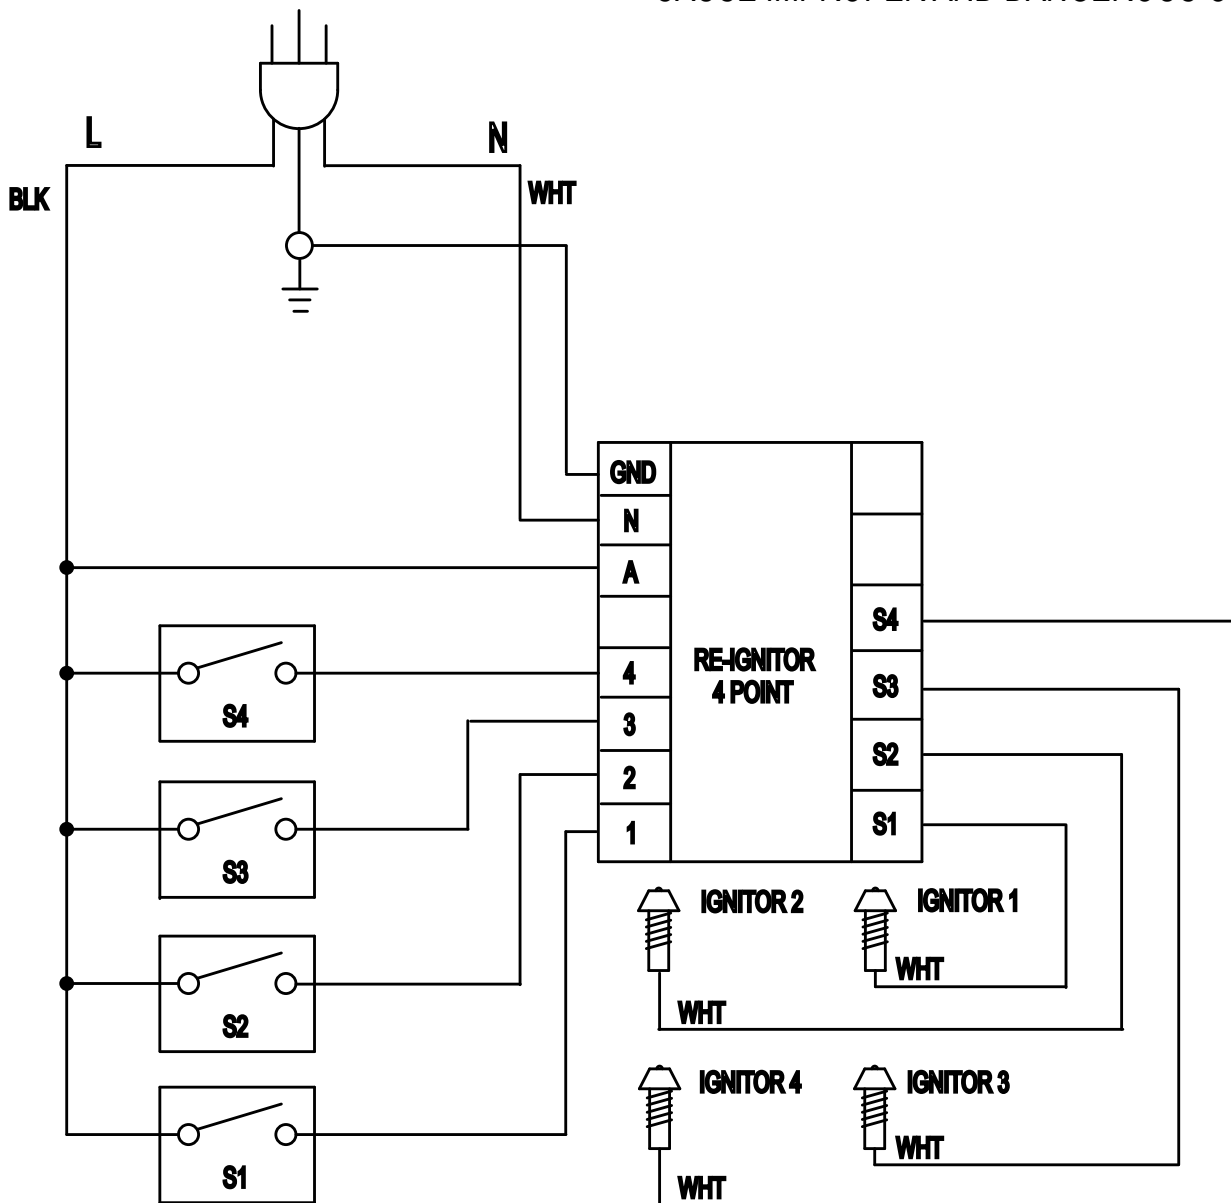 L
N
BLK
WHT
GND
N
A
4
3
2
1
RE-IGNITOR
4 POINT
S4
S3
S2
S1
S4
S3
S2
S1
IGNITOR 2
IGNITOR 1
WHT
WHT
IGNITOR 4
IGNITOR 3
WHT
WHT